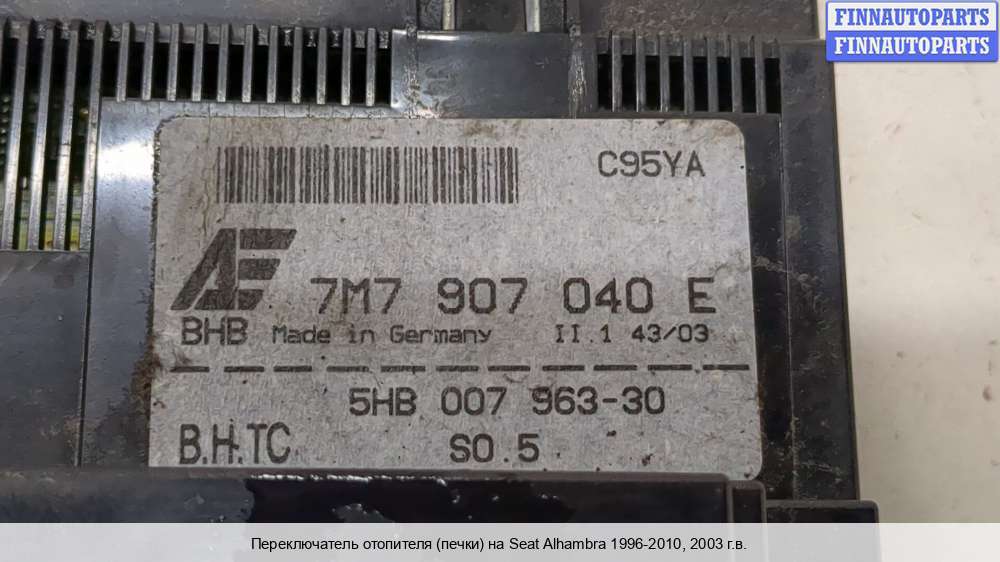 FINNAUTOPARTS
FINNAUTOPARTS
C95YA
AE
7M7 907 040 E
BHB Made in Germany II.1 43/03
5HB 007 963-30
B.H.TC SO.5
Переключатель отопителя (печки) на Seat Alhambra 1996-2010, 2003 г.в.